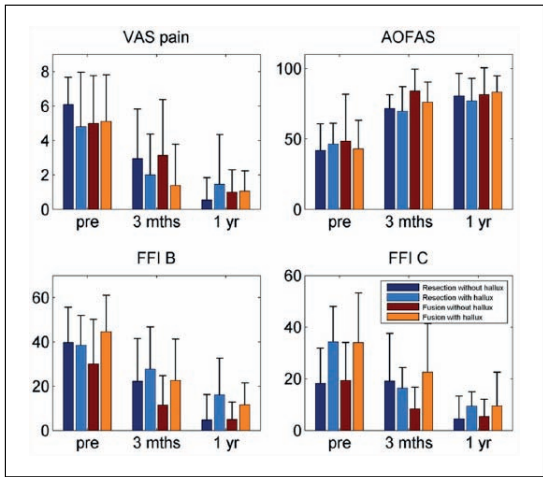 VAS pain
8
6
4
2
0
pre 3 mths 1 yr
AOFAS
100
50
0
pre 3 mths 1 yr
FFI B
60
40
20
0
pre 3 mths 1 yr
FFI C
60
40
20
0
pre 3 mths 1 yr
Resection without hallux
Resection with hallux
Fusion without hallux
Fusion with hallux